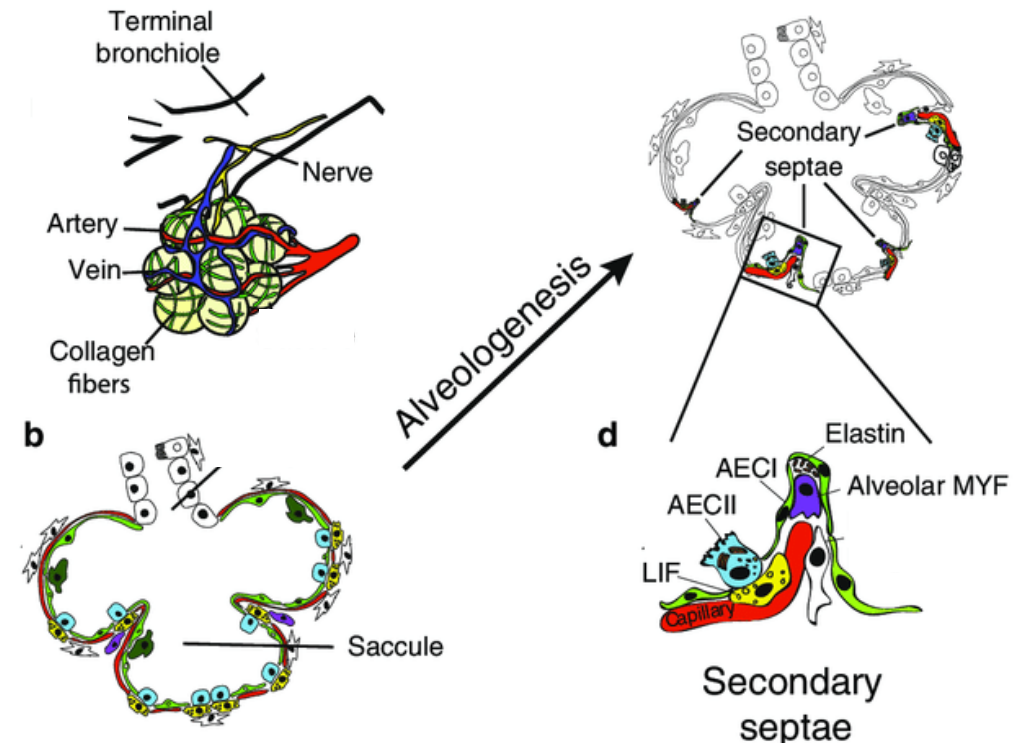 Terminal
bronchiole
Nerve
Artery
Vein
Collagen
fibers
Secondary
septae
Alveologenesis
b
Saccule
d
Elastin
AECI
Alveolar MYF
AECII
LIF
Capillary
Secondary
septae